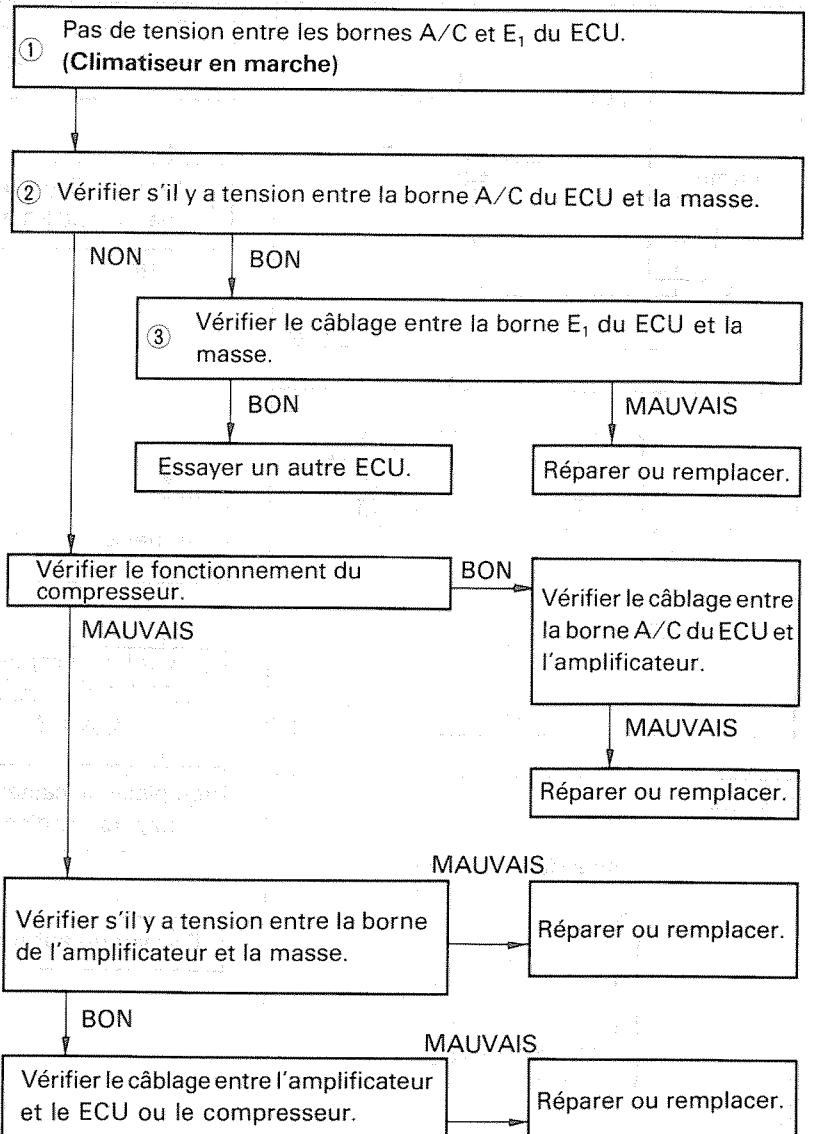 ① Pas de tension entre les bornes A/C et E₁ du ECU.
(Climatiseur en marche)
② Vérifier s'il y a tension entre la borne A/C du ECU et la masse.
NON
BON
③ Vérifier le câblage entre la borne E₁ du ECU et la
masse.
BON
MAUVAIS
Essayer un autre ECU.
Réparer ou remplacer.
Vérifier le fonctionnement du
compresseur.
BON
Vérifier le câblage entre
la borne A/C du ECU et
l'amplificateur.
MAUVAIS
MAUVAIS
Réparer ou remplacer.
MAUVAIS
Vérifier s'il y a tension entre la borne
de l'amplificateur et la masse.
Réparer ou remplacer.
BON
MAUVAIS
Vérifier le câblage entre l'amplificateur
et le ECU ou le compresseur.
Réparer ou remplacer.